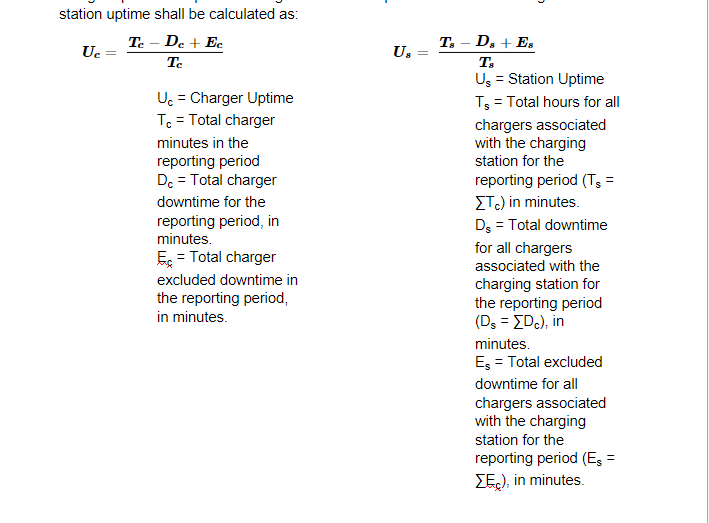 station uptime shall be calculated as:
Uc = Tc − Dc + Ec / Tc
Uc = Charger Uptime
Tc = Total charger
minutes in the
reporting period
Dc = Total charger
downtime for the
reporting period, in
minutes.
Ec = Total charger
excluded downtime in
the reporting period,
in minutes.
Us = Ts − Ds + Es / Ts
Us = Station Uptime
Ts = Total hours for all
chargers associated
with the charging
station for the
reporting period (Ts =
∑Tc) in minutes.
Ds = Total downtime
for all chargers
associated with the
charging station for
the reporting period
(Ds = ∑Dc), in
minutes.
Es = Total excluded
downtime for all
chargers associated
with the charging
station for the
reporting period (Es =
∑Ec), in minutes.